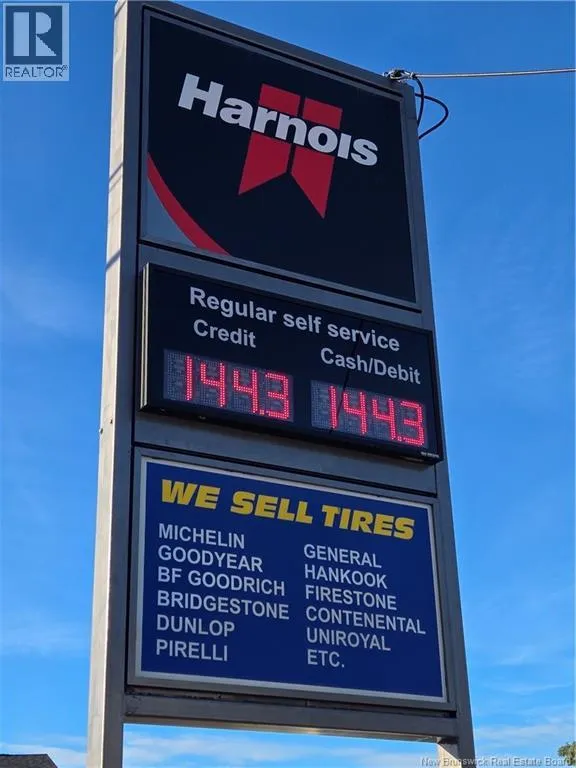 R
REALTOR®
Harnois
Regular self service
Credit
Cash/Debit
144.3
144.3
WE SELL TIRES
MICHELIN
GOODYEAR
BF GOODRICH
BRIDGESTONE
DUNLOP
PIRELLI
GENERAL
HANKOOK
FIRESTONE
CONTENENTAL
UNIROYAL
ETC.
New Brunswick Real Estate Board